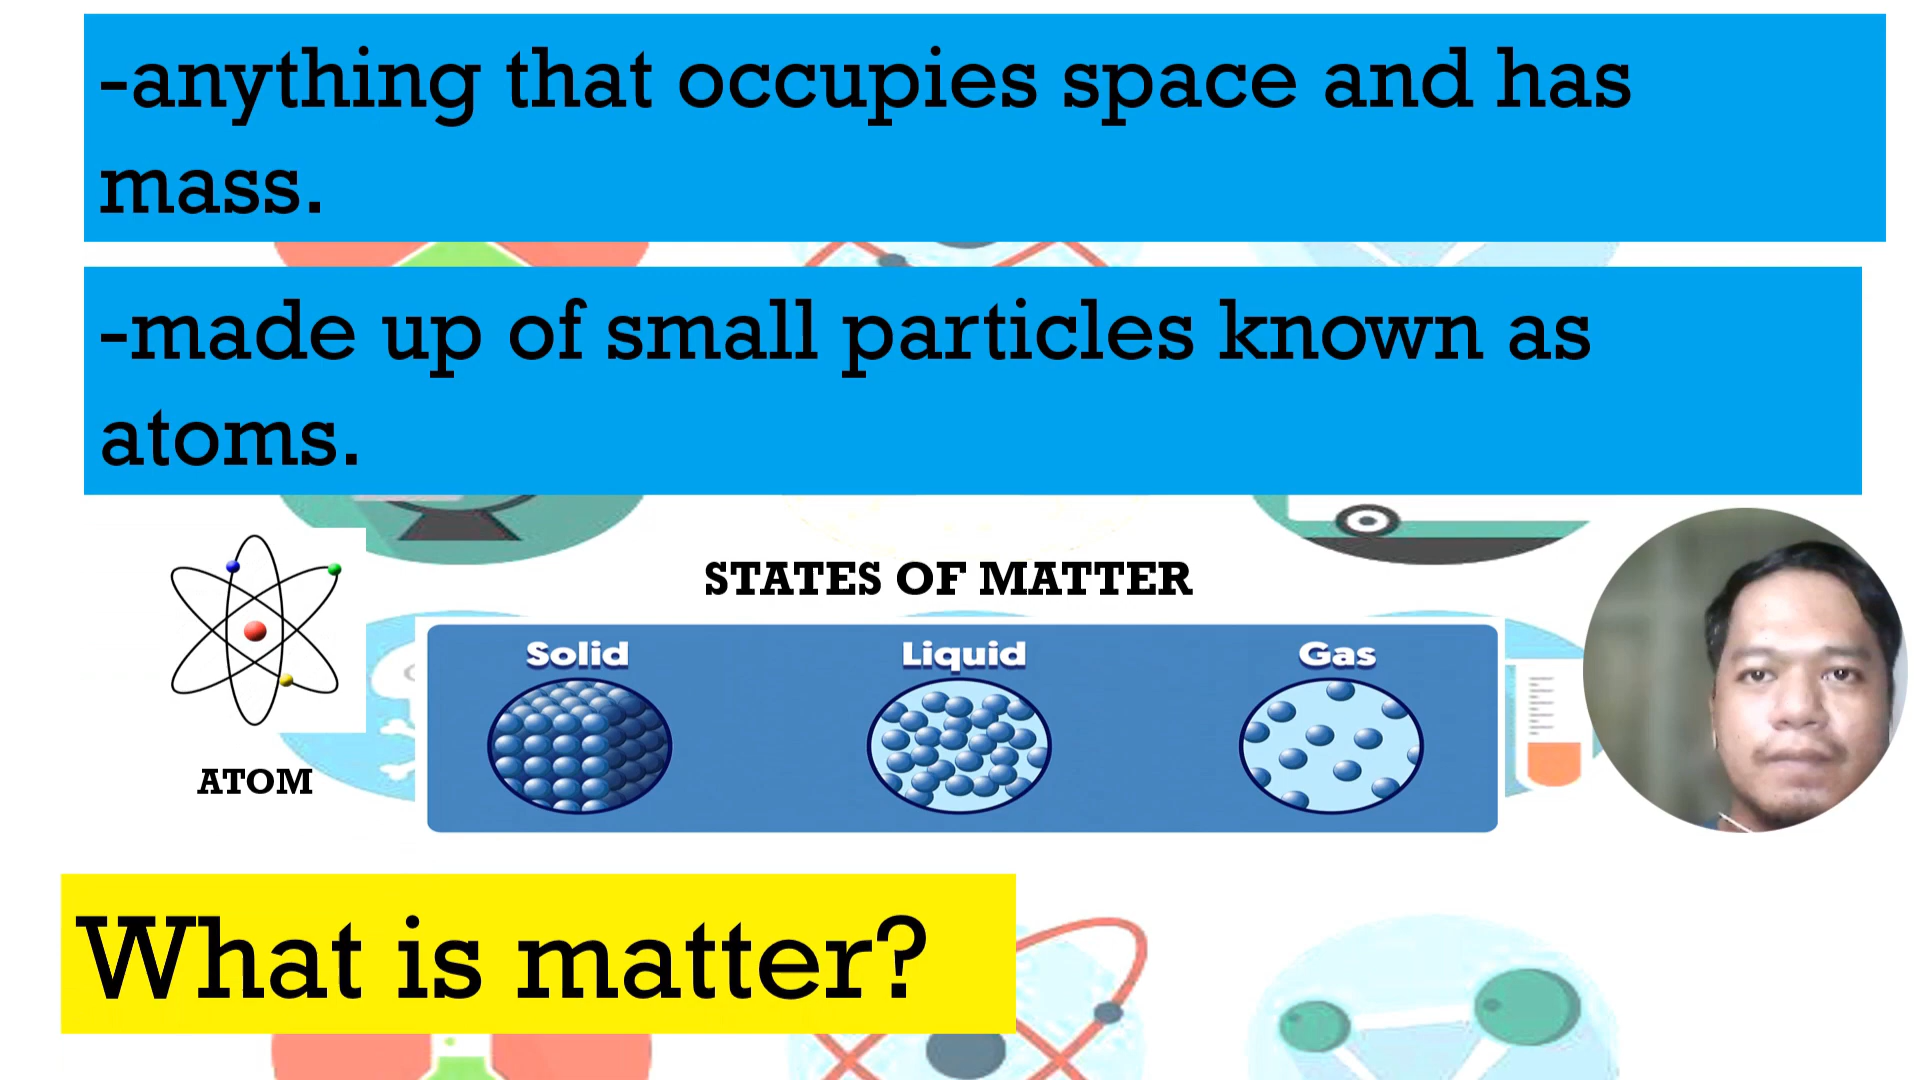 -anything that occupies space and has
mass.
-made up of small particles known as
atoms.
STATES OF MATTER
Solid
Liquid
Gas
ATOM
What is matter?